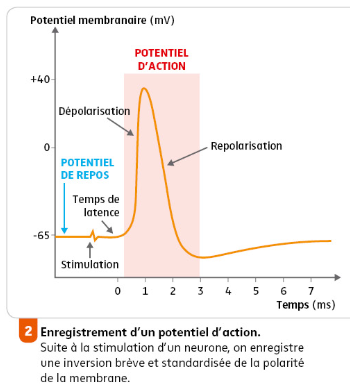 Potentiel membranaire (mV)
POTENTIEL
D'ACTION
+40
Dépolarisation
0
Repolarisation
POTENTIEL
DE REPOS
Temps de
latence
-65
Stimulation
0 1 2 3 4 5 6 7
Temps (ms)
2 Enregistrement d'un potentiel d'action.
Suite à la stimulation d'un neurone, on enregistre
une inversion brève et standardisée de la polarité
de la membrane.